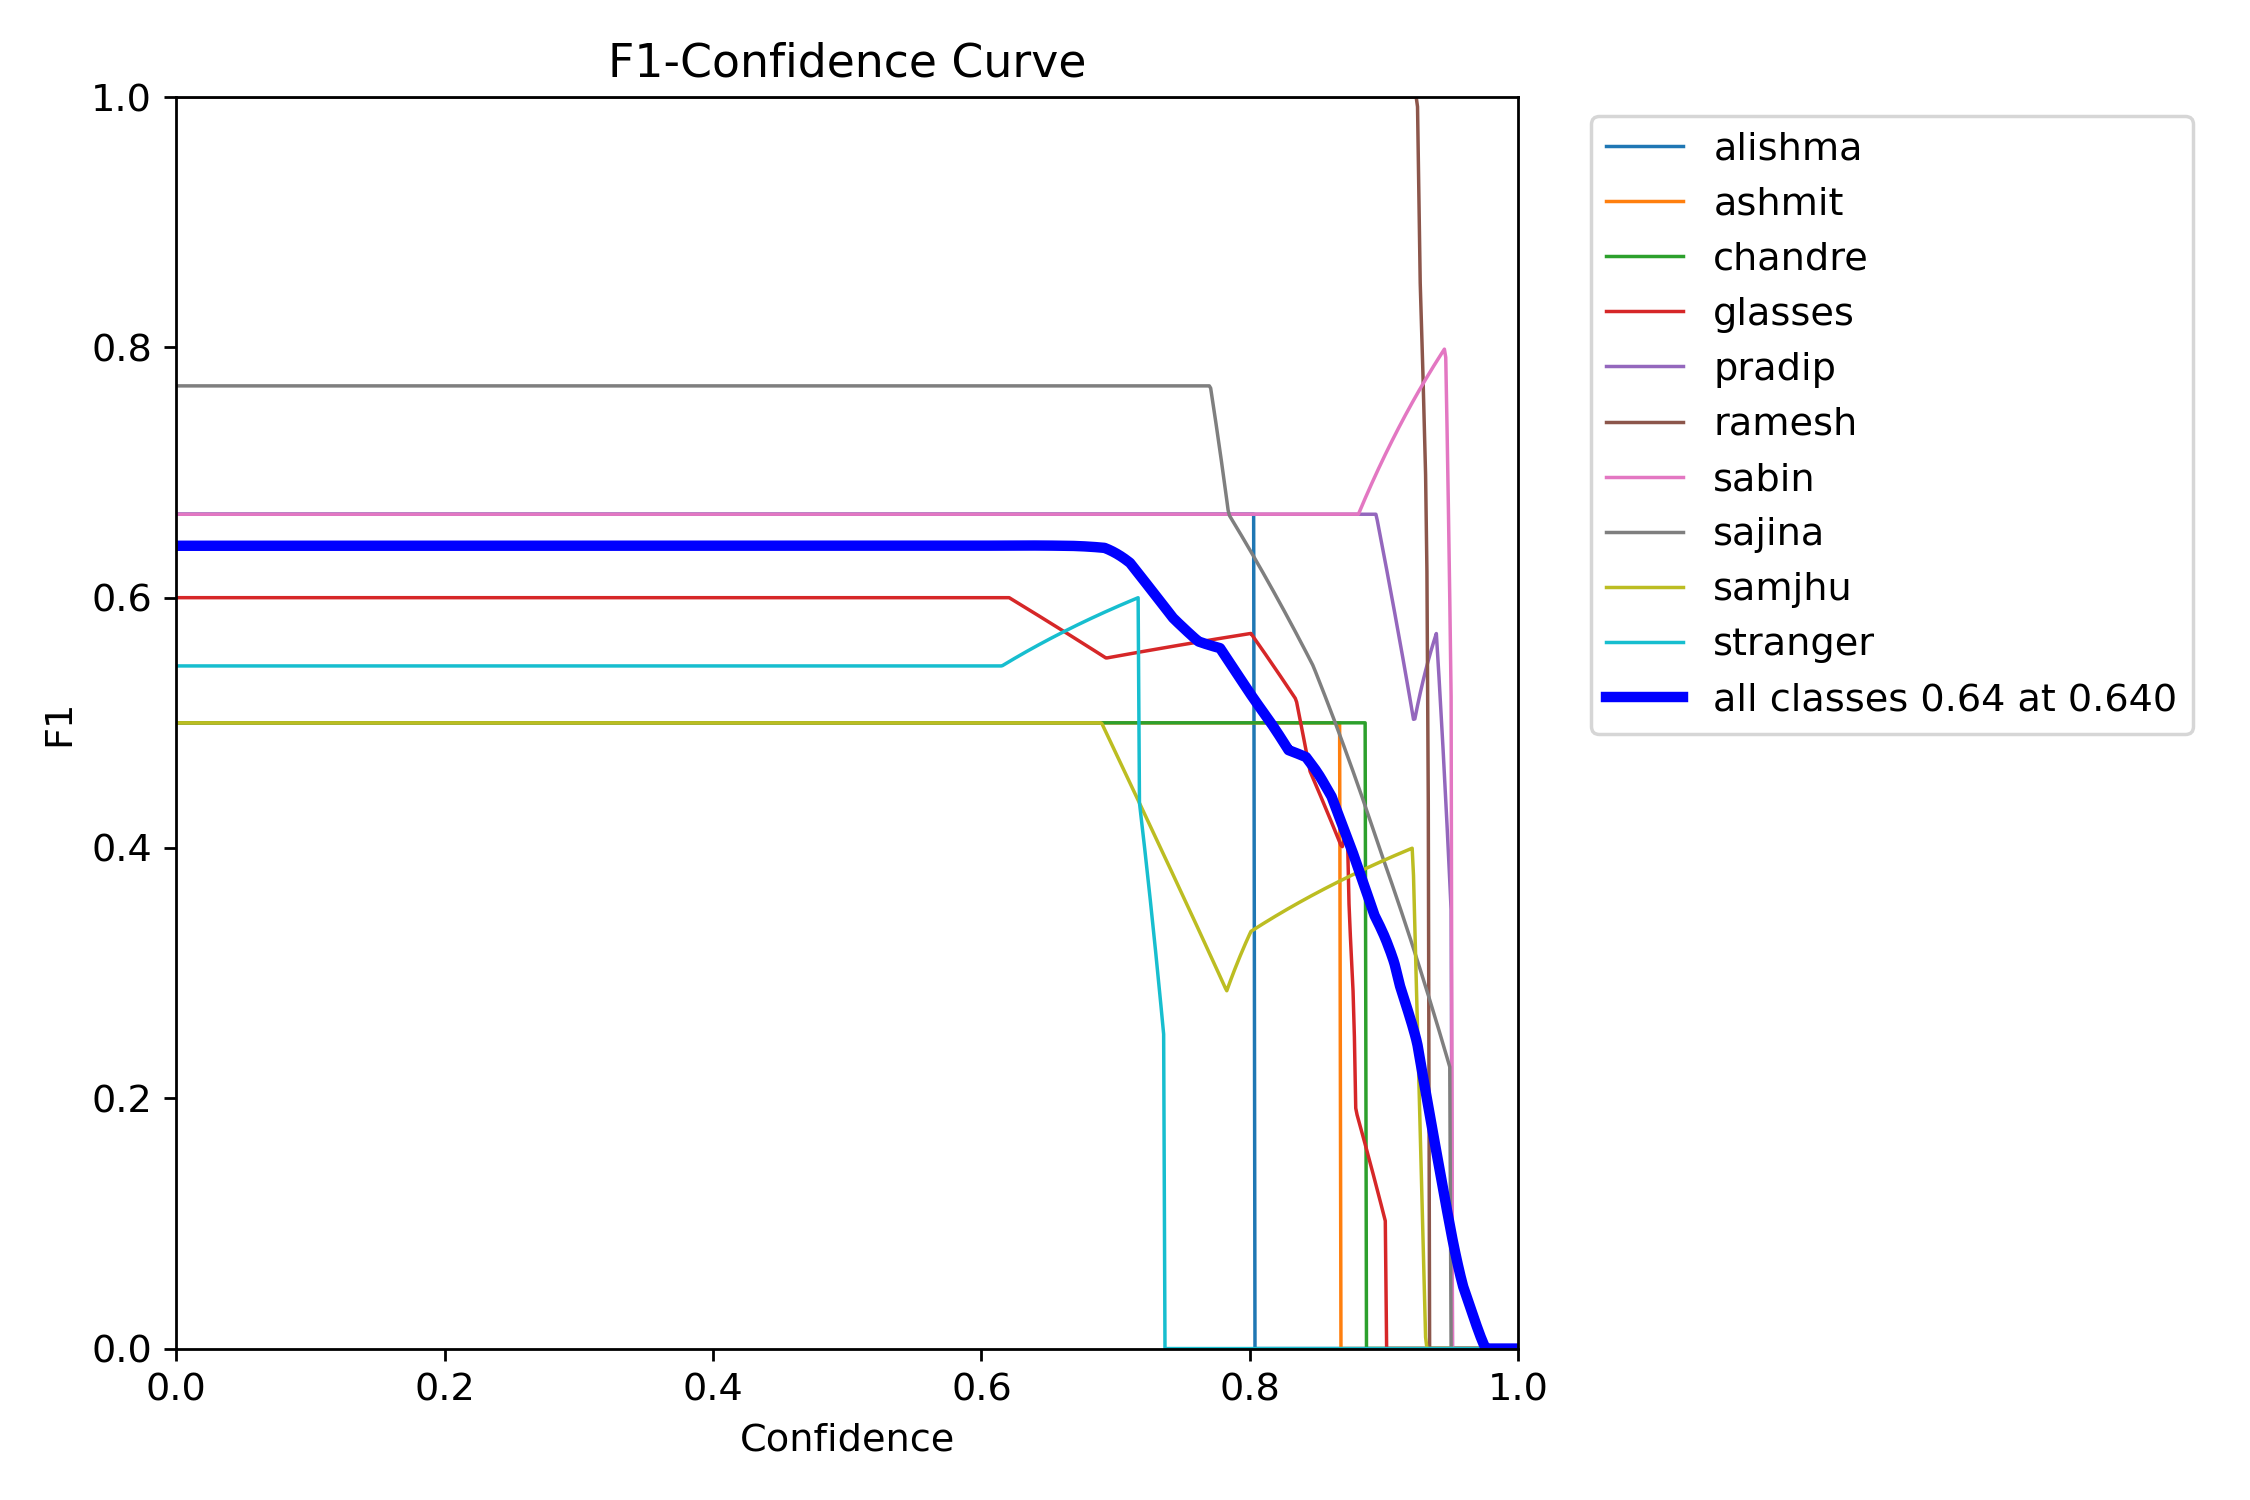 F1-Confidence Curve
1.0
0.8
0.6
0.4
0.2
0.0
F1
0.0 0.2 0.4 0.6 0.8 1.0
Confidence
alishma
ashmit
chandre
glasses
pradip
ramesh
sabin
sajina
samjhu
stranger
all classes 0.64 at 0.640